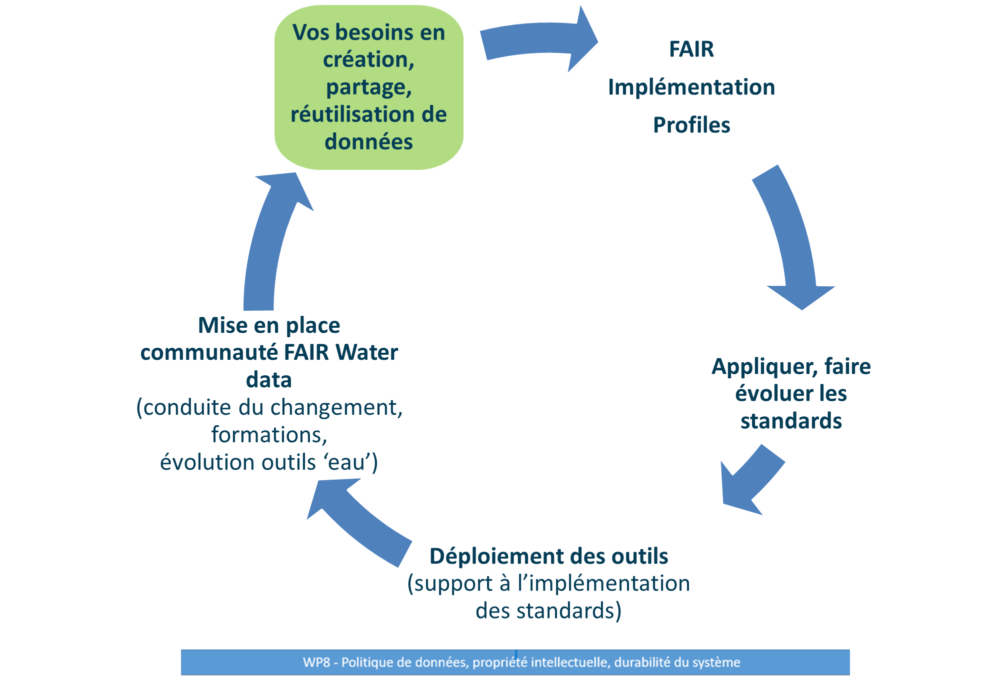 Vos besoins en
création,
partage,
réutilisation de
données
FAIR
Implémentation
Profiles
Appliquer, faire
évoluer les
standards
Déploiement des outils
(support à l’implémentation
des standards)
Mise en place
communauté FAIR Water
data
(conduite du changement,
formations,
évolution outils ‘eau’)
WP8 - Politique de données, propriété intellectuelle, durabilité du système